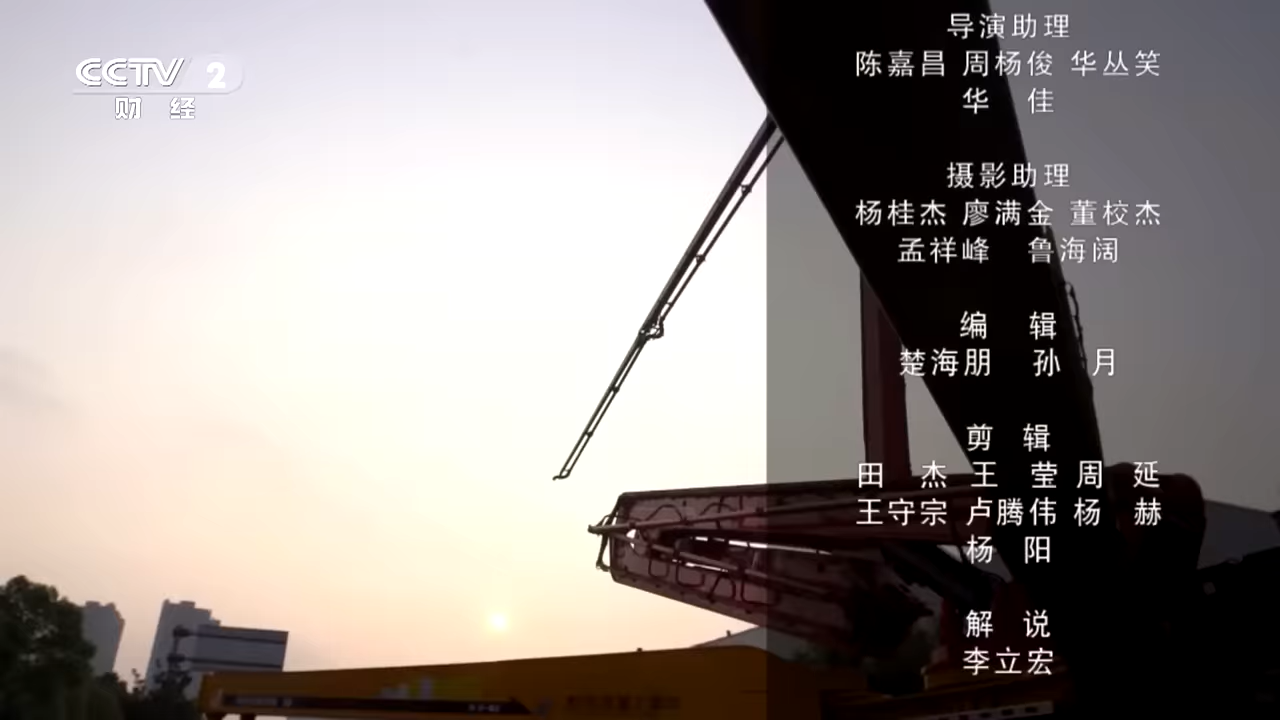 CCTV 2
财经
导演助理
陈嘉昌 周杨俊 华丛笑
华 佳
摄影助理
杨桂杰 廖满金 董校杰
孟祥峰 鲁海阔
编 辑
楚海朋 孙 月
剪 辑
田 杰 王 莹 周 延
王守宗 卢腾伟 杨 赫
杨 阳
解 说
李立宏